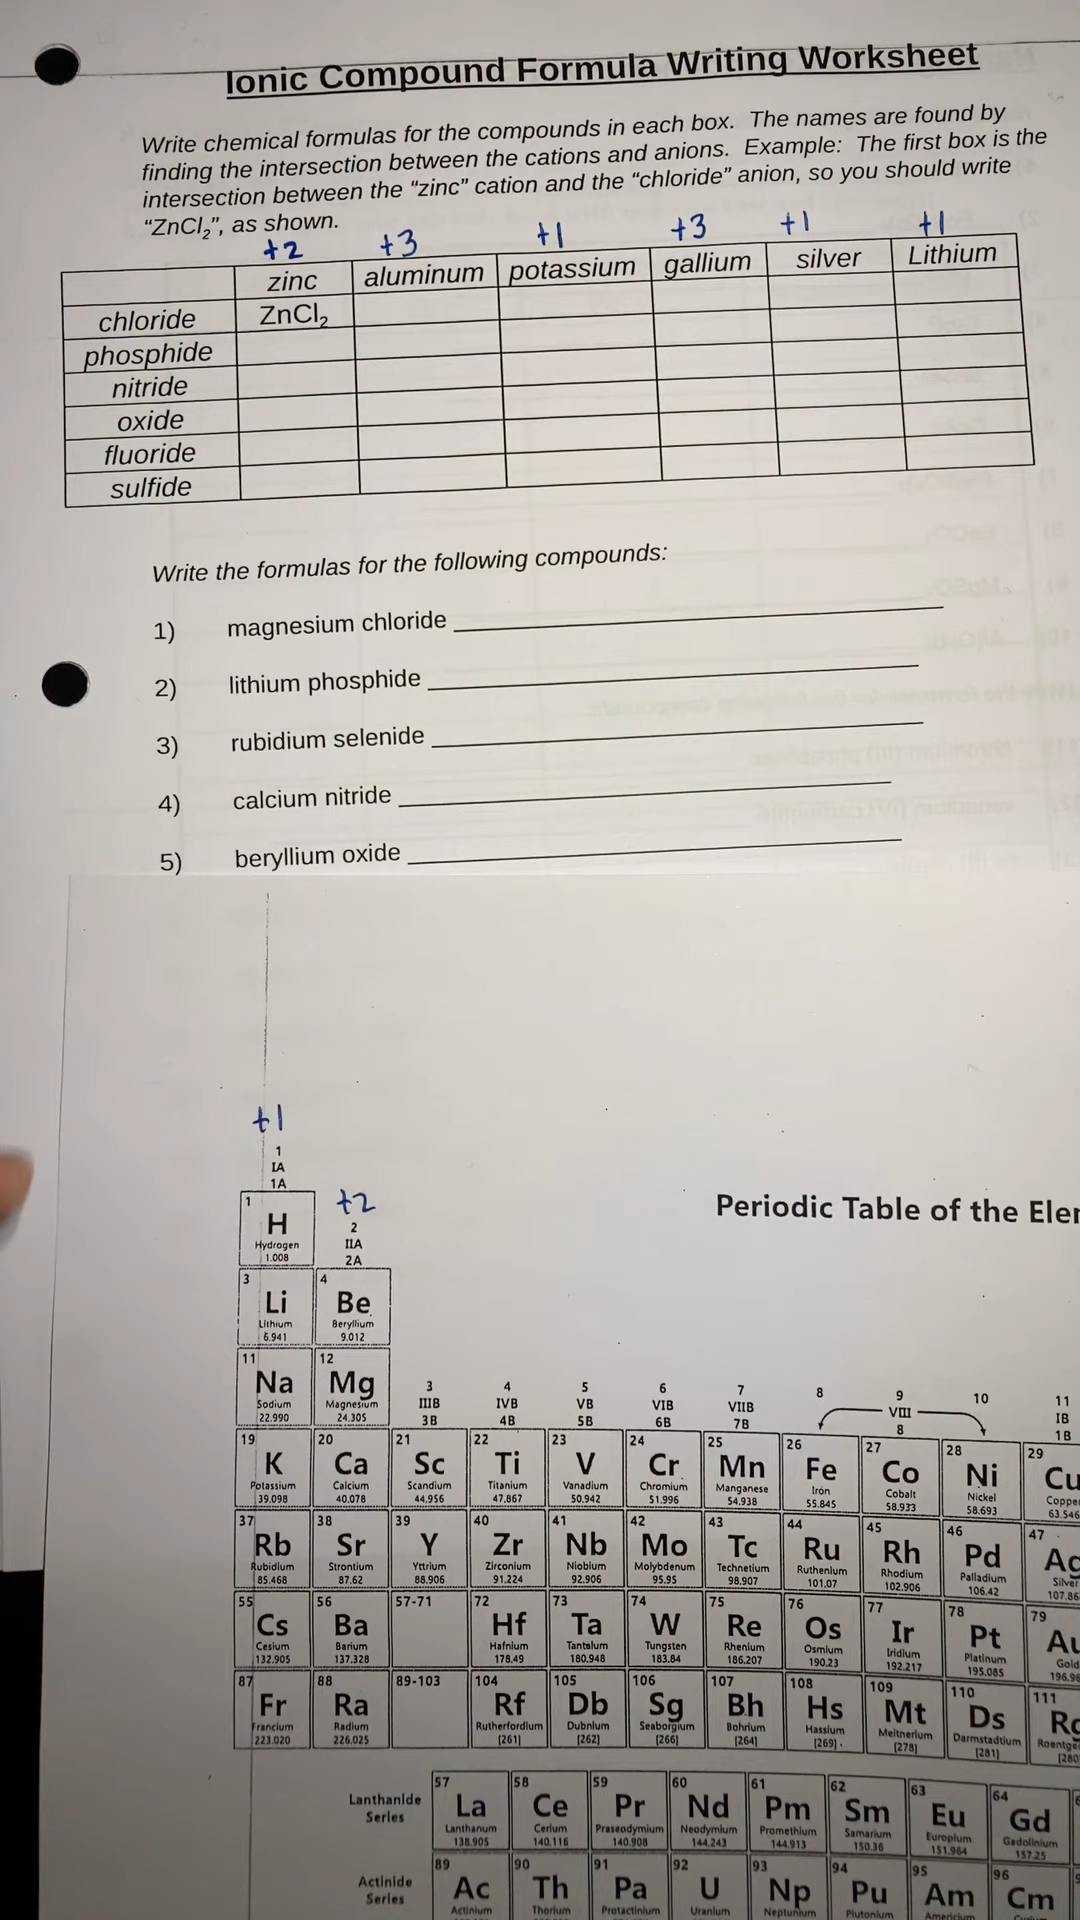 Ionic Compound Formula Writing Worksheet
Write chemical formulas for the compounds in each box. The names are found by
finding the intersection between the cations and anions. Example: The first box is the
intersection between the "zinc" cation and the "chloride" anion, so you should write
"ZnCl₂", as shown.
+2 +3 +1 +3 +1 +1
zinc aluminum potassium gallium silver Lithium
chloride ZnCl₂
phosphide
nitride
oxide
fluoride
sulfide
Write the formulas for the following compounds:
1) magnesium chloride
2) lithium phosphide
3) rubidium selenide
4) calcium nitride
5) beryllium oxide
+1
1
IA
1A
+2
2
IIA
2A
Periodic Table of the Elem
1
H
Hydrogen
1.008
3 4
Li Be
Lithium Beryllium
6.941 9.012
11 12
Na Mg
Sodium Magnesium
22.990 24.305
3 4 5 6 7 8 9 10 11
IIIB IVB VB VIB VIIB VIII IB
3B 4B 5B 6B 7B 8 1B
19 20 21 22 23 24 25 26 27 28 29
K Ca Sc Ti V Cr Mn Fe Co Ni Cu
Potassium Calcium Scandium Titanium Vanadium Chromium Manganese Iron Cobalt Nickel Copper
39.098 40.078 44.956 47.867 50.942 51.996 54.938 55.845 58.933 58.693 63.546
37 38 39 40 41 42 43 44 45 46 47
Rb Sr Y Zr Nb Mo Tc Ru Rh Pd Ag
Rubidium Strontium Yttrium Zirconium Niobium Molybdenum Technetium Ruthenium Rhodium Palladium Silver
85.468 87.62 88.906 91.224 92.906 95.95 98.907 101.07 102.906 106.42 107.86
55 56 57-71 72 73 74 75 76 77 78 79
Cs Ba Hf Ta W Re Os Ir Pt Au
Cesium Barium Hafnium Tantalum Tungsten Rhenium Osmium Iridium Platinum Gold
132.905 137.328 178.49 180.948 183.84 186.207 190.23 192.217 195.085 196.96
87 88 89-103 104 105 106 107 108 109 110 111
Fr Ra Rf Db Sg Bh Hs Mt Ds Rg
Francium Radium Rutherfordium Dubnium Seaborgium Bohrium Hassium Meitnerium Darmstadtium Roentge
223.020 226.025 [261] [262] [266] [264] [269] [278] [281] [280
Lanthanide
Series
57 58 59 60 61 62 63 64
La Ce Pr Nd Pm Sm Eu Gd
Lanthanum Cerium Praseodymium Neodymium Promethium Samarium Europium Gadolinium
138.905 140.116 140.908 144.243 144.913 150.36 151.964 157.25
Actinide
Series
89 90 91 92 93 94 95 96
Ac Th Pa U Np Pu Am Cm
Actinium Thorium Protactinium Uranium Neptunium Plutonium Americium